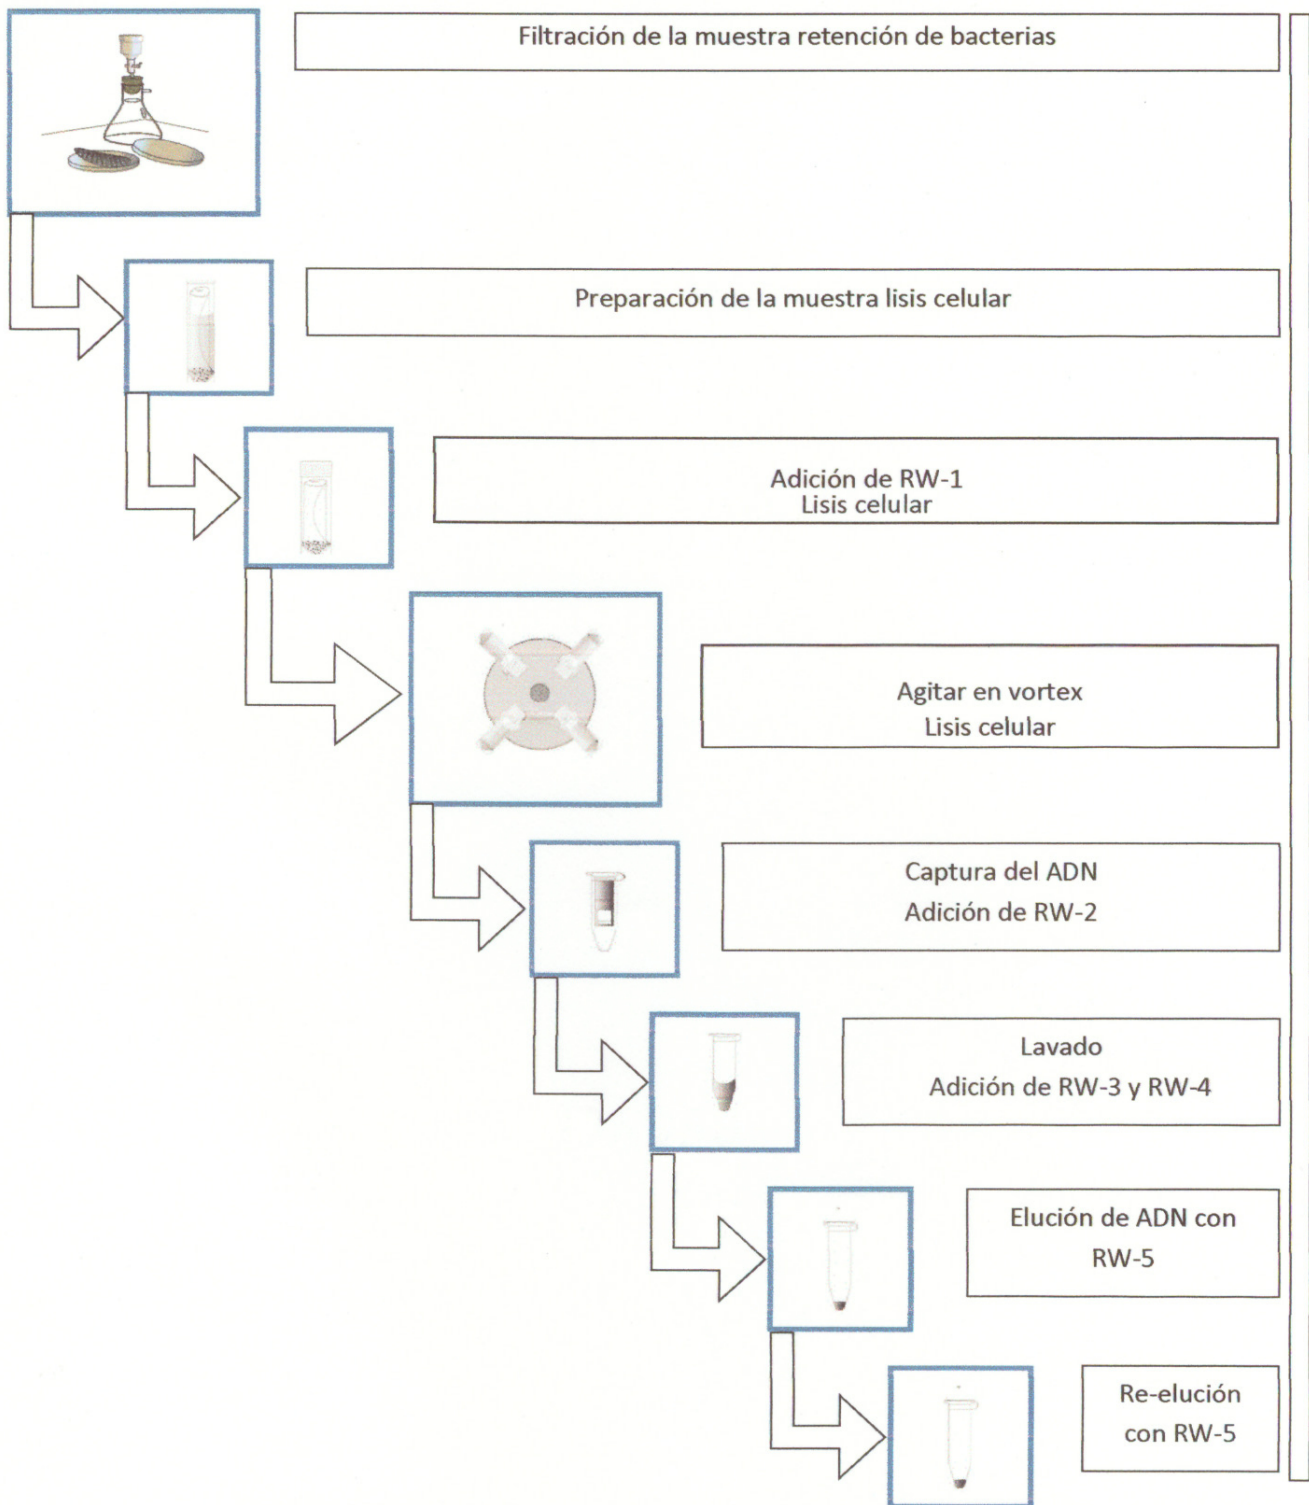 Filtración de la muestra retención de bacterias
Preparación de la muestra lisis celular
Adición de RW-1
Lisis celular
Agitar en vortex
Lisis celular
Captura del ADN
Adición de RW-2
Lavado
Adición de RW-3 y RW-4
Elución de ADN con
RW-5
Re-elución
con RW-5